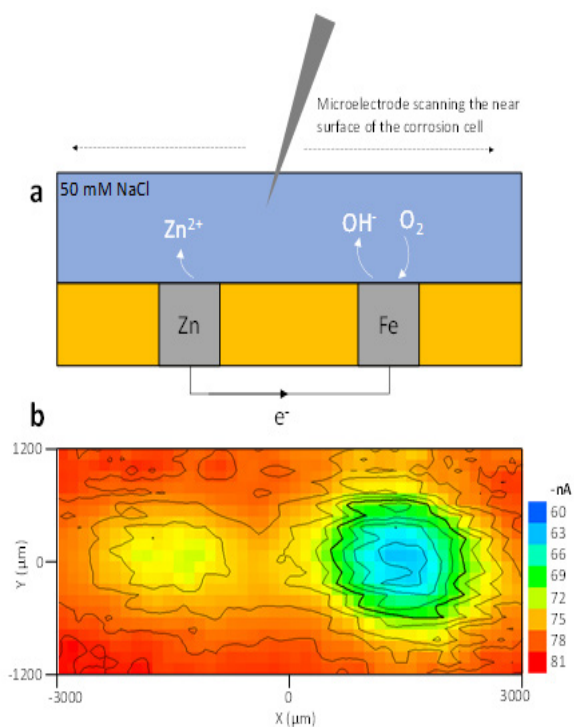 Microelectrode scanning the near
surface of the corrosion cell
a
50 mM NaCl
Zn²⁺
OH⁻
O₂
Zn
Fe
e⁻
b
1200
0
-1200
Y (µm)
-3000
0
3000
X (µm)
-nA
60
63
66
69
72
75
78
81